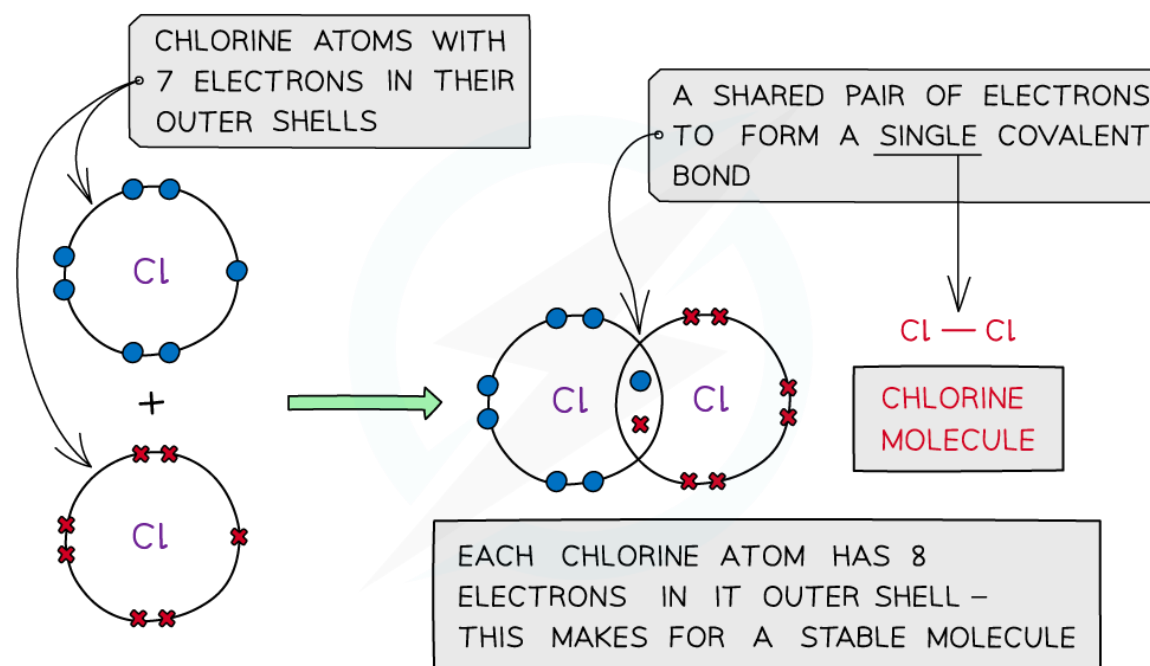 CHLORINE ATOMS WITH
7 ELECTRONS IN THEIR
OUTER SHELLS
A SHARED PAIR OF ELECTRONS
TO FORM A SINGLE COVALENT
BOND
Cl
+
Cl
Cl Cl
Cl — Cl
CHLORINE
MOLECULE
EACH CHLORINE ATOM HAS 8
ELECTRONS IN IT OUTER SHELL –
THIS MAKES FOR A STABLE MOLECULE